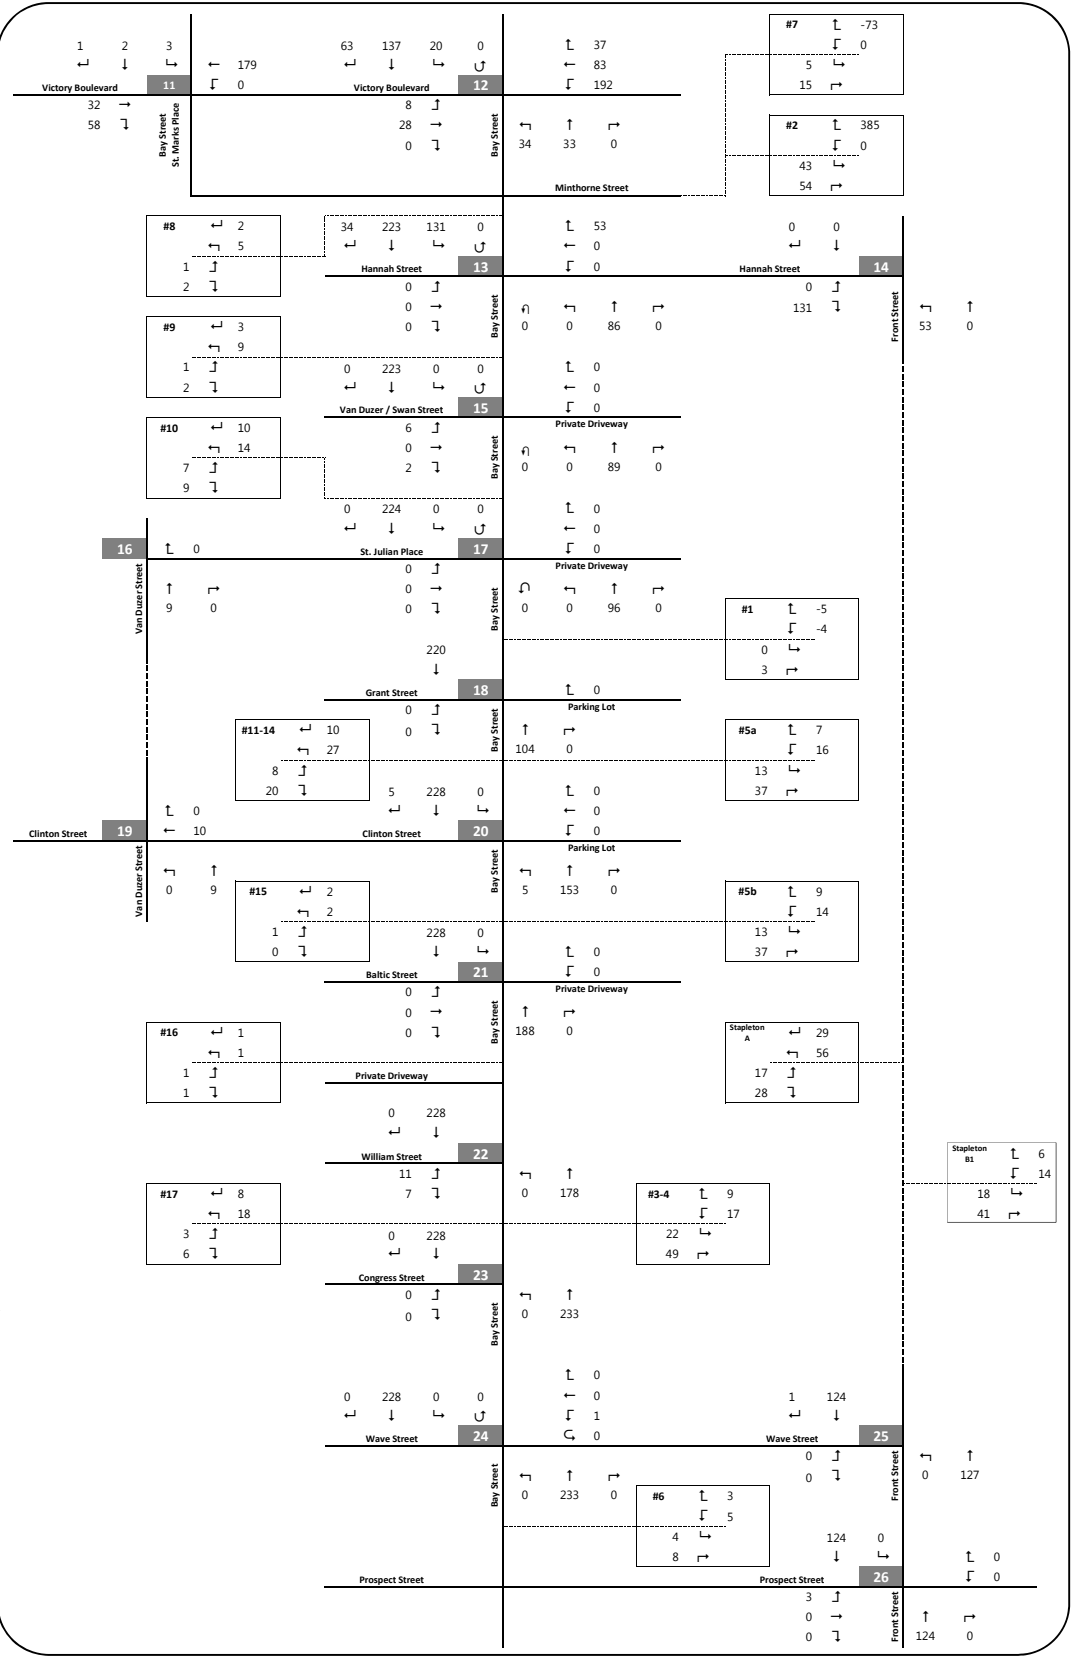 #7 ↿ -73
↾ 0
1 2 3 63 137 20 0 37
5
↵ ↓ ↳ ← 179 ↵ ↓ ↳ ↺ ← 83
15
Victory Boulevard 11 0 Victory Boulevard 12 192
32 → 8
58 28 →
0
Bay Street
St. Marks Place
Bay Street
34 33 0
#2 385
0
43
54
Minthorne Street
#8 ↵ 2
5
1
2
34 223 131 0 53
← 0
0
0 0
Hannah Street 13
Hannah Street 14
0
0 →
0
Bay Street
0 0 86 0
0
131
Front Street
53 0
#9 ↵ 3
9
1
2
0 223 0 0 0
← 0
0
Van Duzer / Swan Street 15
Private Driveway
6
0 →
2
Bay Street
0 0 89 0
#10 ↵ 10
14
7
9
0 224 0 0 0
← 0
0
16 0
St. Julian Place 17
Private Driveway
Van Duzer Street
9 0
0
0 →
0
Bay Street
0 0 96 0
#1 -5
-4
0
3
220
↓
Grant Street 18 0
Parking Lot
0
0
Bay Street
104 0
#11-14 ↵ 10
27
8
20
#5a 7
16
13
37
5 228 0 0
← 0
0
0
← 10
Clinton Street 19
Clinton Street 20
Parking Lot
Van Duzer Street
0 9
Bay Street
5 153 0
#15 ↵ 2
2
1
0
#5b 9
14
13
37
228 0 0
0
Baltic Street 21
Private Driveway
0
0 →
0
Bay Street
188 0
#16 ↵ 1
1
1
1
Stapleton
A
↵ 29
56
17
28
Private Driveway
0 228
↵ ↓
William Street 22
11
7
0 178
Stapleton
B1
6
14
18
41
#17 ↵ 8
18
3
6
#3-4 9
17
22
49
0 228
↵ ↓
Congress Street 23
0
0
Bay Street
0 233
0 228 0 0 0
← 0
1
0
1 124
↵ ↓
Wave Street 24
Wave Street 25
Bay Street
0 233 0
0
0
Front Street
0 127
#6 3
5
4
8
124 0
0
0
Prospect Street
Prospect Street 26
3
0 →
0
Front Street
124 0